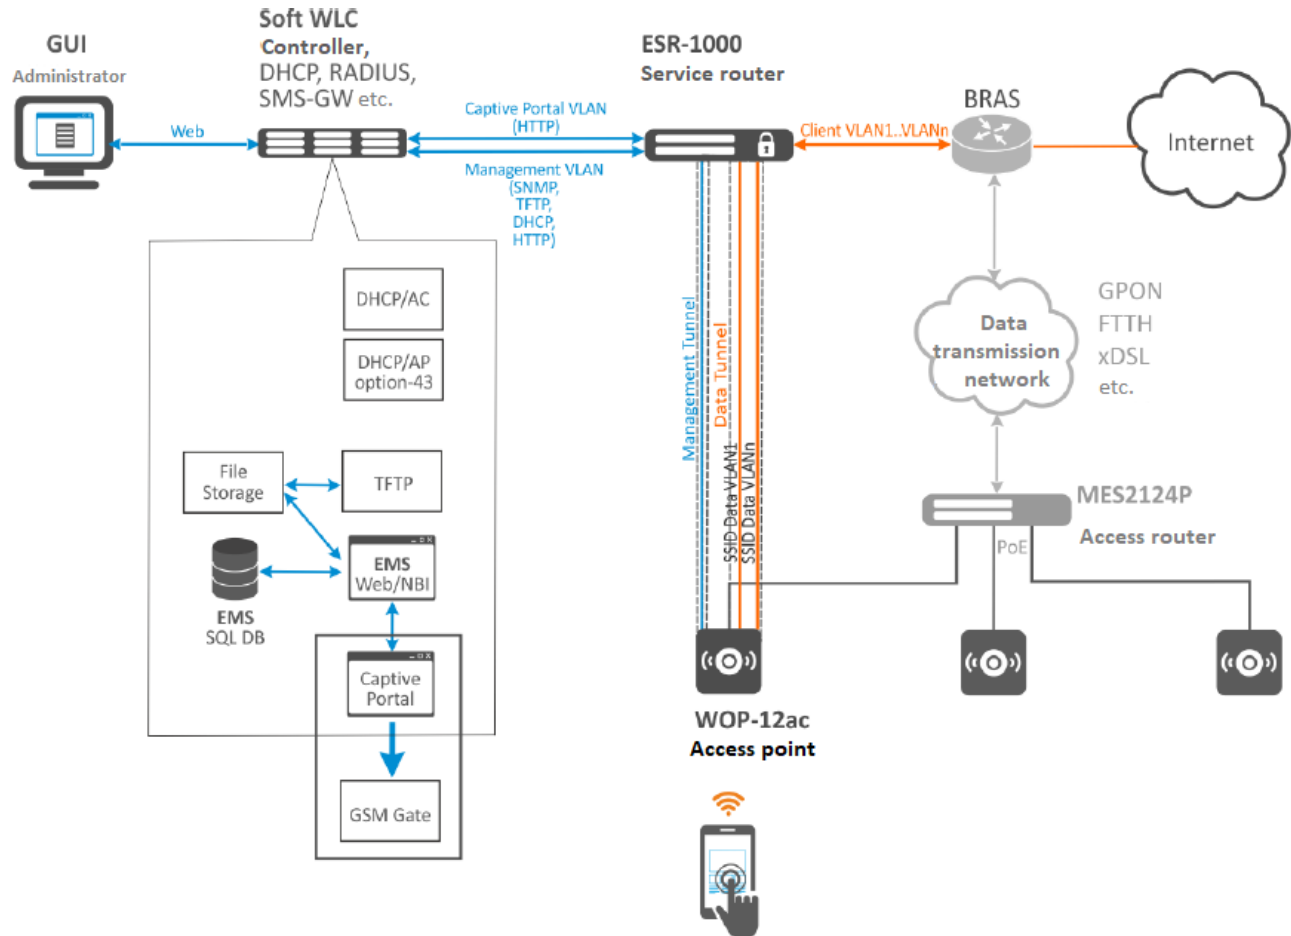 GUI
Administrator
Soft WLC
Controller,
DHCP, RADIUS,
SMS-GW etc.
ESR-1000
Service router
BRAS
Internet
Web
Captive Portal VLAN
(HTTP)
Management VLAN
(SNMP,
TFTP,
DHCP,
HTTP)
Client VLAN1..VLANn
DHCP/AC
DHCP/AP
option-43
File
Storage
TFTP
EMS
Web/NBI
EMS
SQL DB
Captive
Portal
GSM Gate
Management Tunnel
Data Tunnel
SSID Data VLAN1
SSID Data VLANn
Data
transmission
network
GPON
FTTH
xDSL
etc.
MES2124P
Access router
PoE
WOP-12ac
Access point